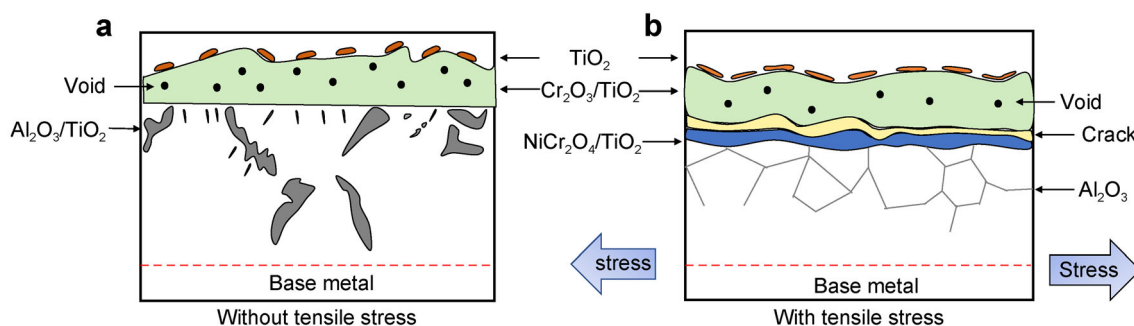 a
b
TiO₂
Void
Cr₂O₃/TiO₂
Void
Al₂O₃/TiO₂
Crack
NiCr₂O₄/TiO₂
Al₂O₃
stress
Stress
Base metal
Base metal
Without tensile stress
With tensile stress